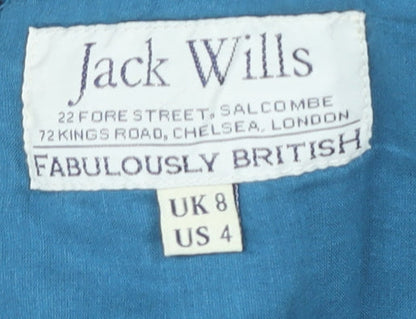 Jack Wills
22 FORE STREET, SALCOMBE
72 KINGS ROAD, CHELSEA, LONDON
FABULOUSLY BRITISH
UK 8
US 4